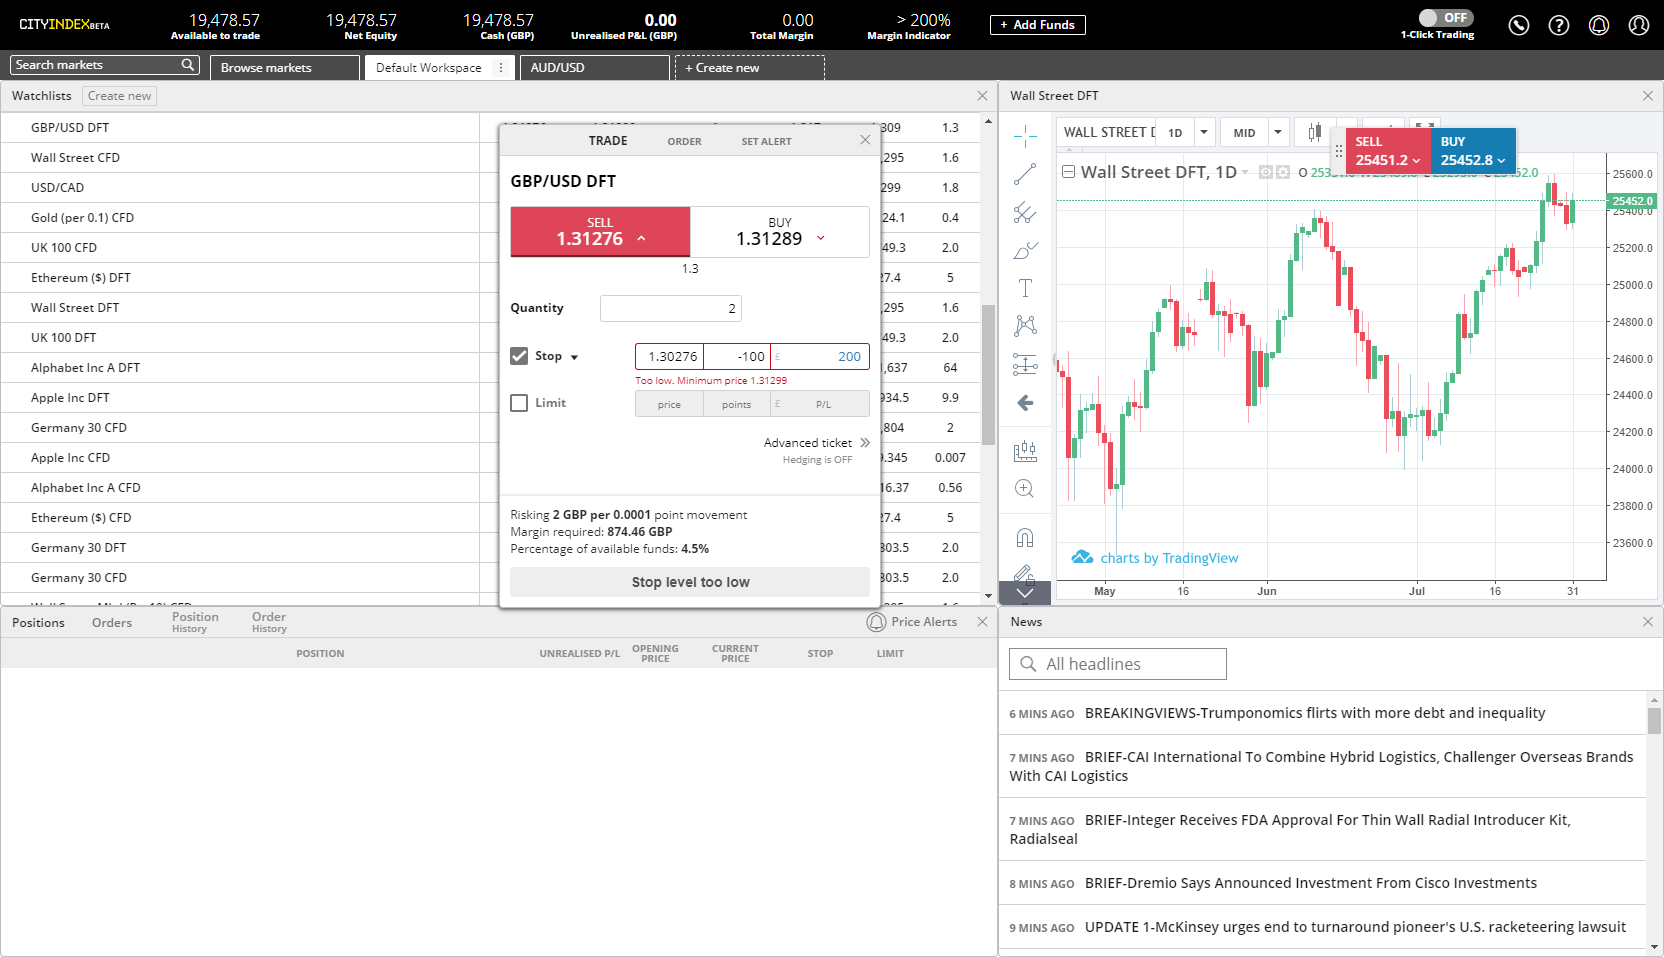 CITYINDEXBETA
19,478.57
Available to trade
19,478.57
Net Equity
19,478.57
Cash (GBP)
0.00
Unrealised P&L (GBP)
0.00
Total Margin
> 200%
Margin Indicator
+ Add Funds
OFF
1-Click Trading
Search markets
Browse markets
Default Workspace
AUD/USD
+ Create new
Watchlists
Create new
GBP/USD DFT
309
1.3
Wall Street CFD
,295
1.6
USD/CAD
299
1.8
Gold (per 0.1) CFD
24.1
0.4
UK 100 CFD
49.3
2.0
Ethereum ($) DFT
27.4
5
Wall Street DFT
,295
1.6
UK 100 DFT
49.3
2.0
Alphabet Inc A DFT
,637
64
Apple Inc DFT
934.5
9.9
Germany 30 CFD
,804
2
Apple Inc CFD
9.345
0.007
Alphabet Inc A CFD
16.37
0.56
Ethereum ($) CFD
27.4
5
Germany 30 DFT
803.5
2.0
Germany 30 CFD
803.5
2.0
TRADE
ORDER
SET ALERT
GBP/USD DFT
SELL
1.31276
BUY
1.31289
1.3
Quantity
2
Stop
1.30276
-100
£
200
Too low. Minimum price 1.31299
Limit
price
points
£
P/L
Advanced ticket
Hedging is OFF
Risking 2 GBP per 0.0001 point movement
Margin required: 874.46 GBP
Percentage of available funds: 4.5%
Stop level too low
Wall Street DFT
WALL STREET D
1D
MID
SELL
25451.2
BUY
25452.8
Wall Street DFT, 1D
O
25600.0
25452.0
25400.0
25200.0
25000.0
24800.0
24600.0
24400.0
24200.0
24000.0
23800.0
23600.0
charts by TradingView
May
16
Jun
Jul
16
31
Positions
Orders
Position
History
Order
History
Price Alerts
POSITION
UNREALISED P/L
OPENING
PRICE
CURRENT
PRICE
STOP
LIMIT
News
All headlines
6 MINS AGO BREAKINGVIEWS-Trumponomics flirts with more debt and inequality
7 MINS AGO BRIEF-CAI International To Combine Hybrid Logistics, Challenger Overseas Brands
With CAI Logistics
7 MINS AGO BRIEF-Integer Receives FDA Approval For Thin Wall Radial Introducer Kit,
Radialseal
8 MINS AGO BRIEF-Dremio Says Announced Investment From Cisco Investments
9 MINS AGO UPDATE 1-McKinsey urges end to turnaround pioneer's U.S. racketeering lawsuit